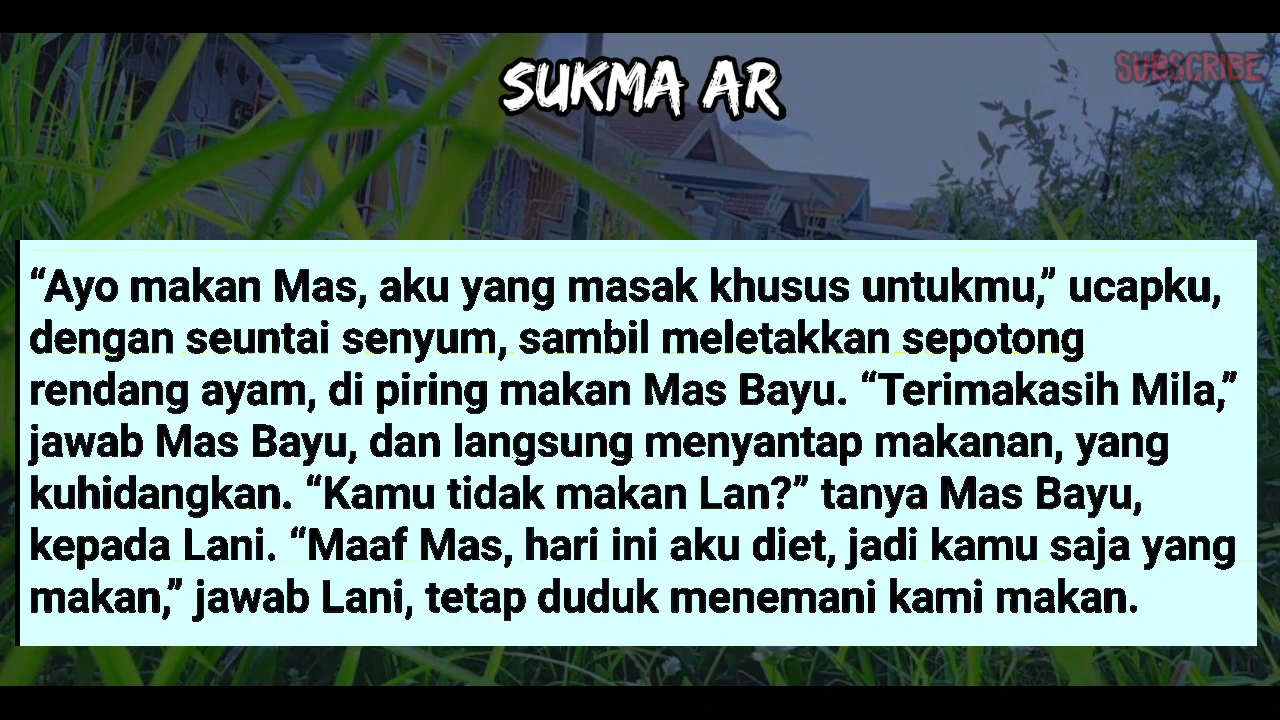 SUKMA AR
SUBSCRIBE
“Ayo makan Mas, aku yang masak khusus untukmu,” ucapku,
dengan seuntai senyum, sambil meletakkan sepotong
rendang ayam, di piring makan Mas Bayu. “Terimakasih Mila,”
jawab Mas Bayu, dan langsung menyantap makanan, yang
kuhidangkan. “Kamu tidak makan Lan?” tanya Mas Bayu,
kepada Lani. “Maaf Mas, hari ini aku diet, jadi kamu saja yang
makan,” jawab Lani, tetap duduk menemani kami makan.